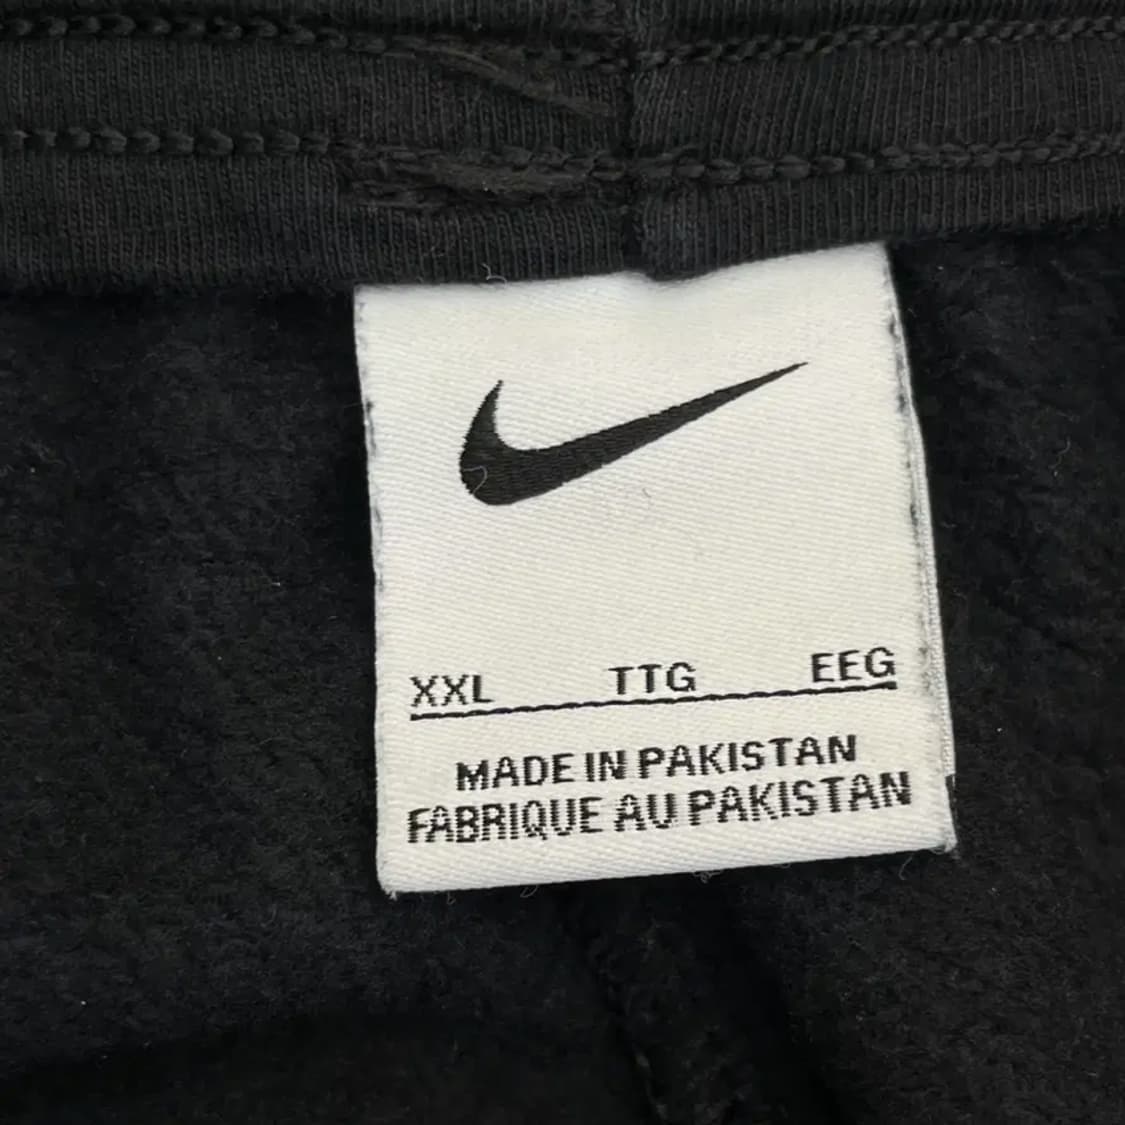 XXL TTG EEG
MADE IN PAKISTAN
FABRIQUE AU PAKISTAN